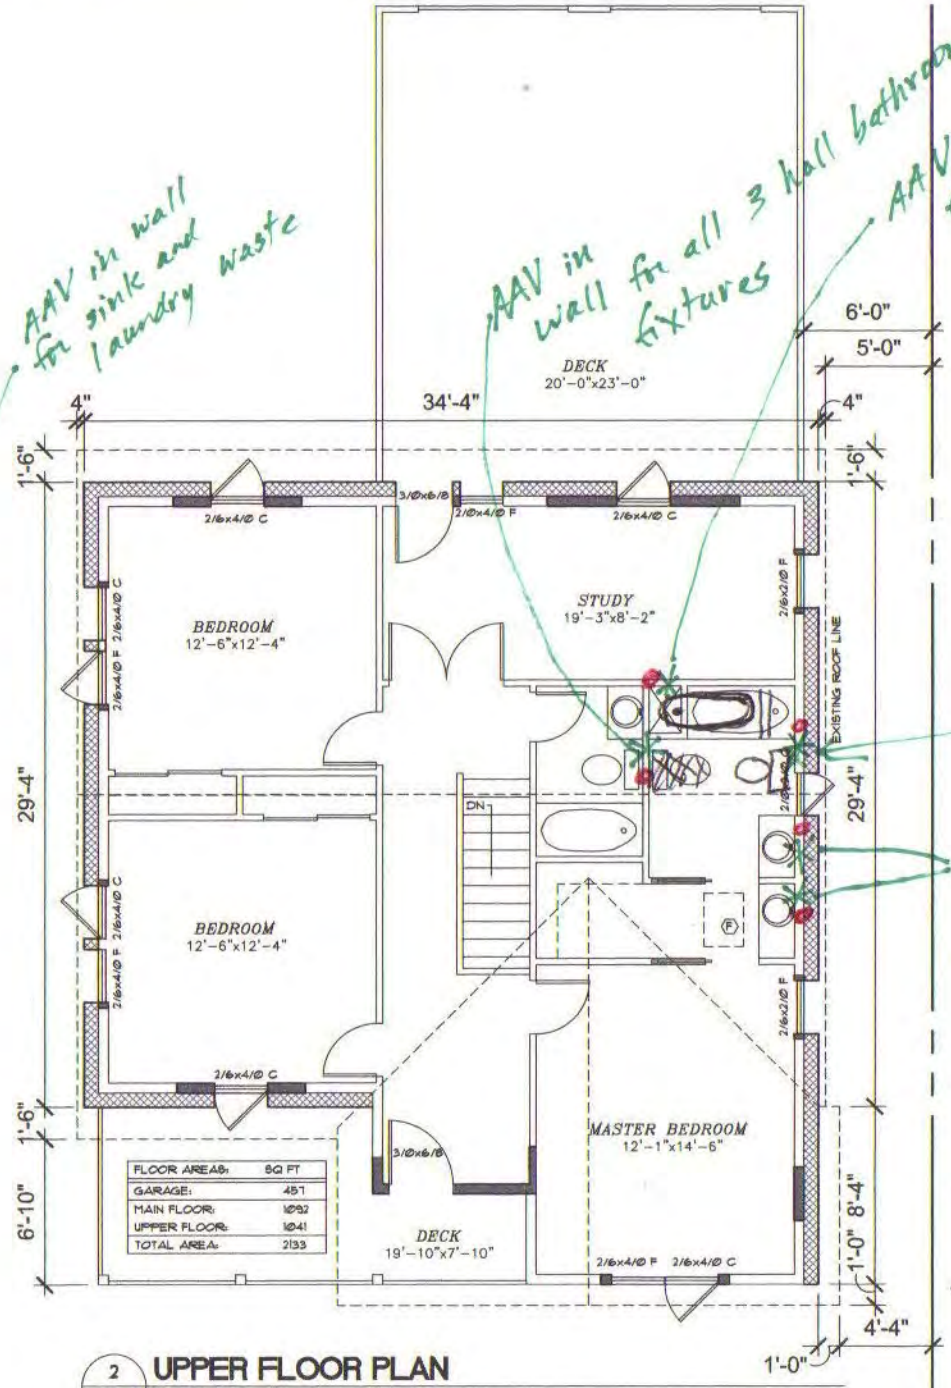 AAV in wall
for sink and
laundry waste
AAV in
wall for all 3 hall bathroom
fixtures
AAV
6'-0"
5'-0"
DECK
20'-0"x23'-0"
4"
34'-4"
4"
1'-6"
1'-6"
2/6x4/0 C
3/0x6/8
2/0x4/0 F
2/6x4/0 C
2/6x4/0 C
2/6x4/0 F
BEDROOM
12'-6"x12'-4"
STUDY
19'-3"x8'-2"
2/6x2/0 F
EXISTING ROOF LINE
29'-4"
29'-4"
DN
BEDROOM
12'-6"x12'-4"
2/6x4/0 C
2/6x4/0 F
F
2/6x2/0 F
2/6x4/0 C
1'-6"
6'-10"
3/0x6/8
MASTER BEDROOM
12'-1"x14'-6"
FLOOR AREAS: SQ FT
GARAGE: 457
MAIN FLOOR: 1092
UPPER FLOOR: 1041
TOTAL AREA: 2133
DECK
19'-10"x7'-10"
2/6x4/0 F 2/6x4/0 C
8'-4"
1'-0"
4'-4"
1'-0"
2 UPPER FLOOR PLAN